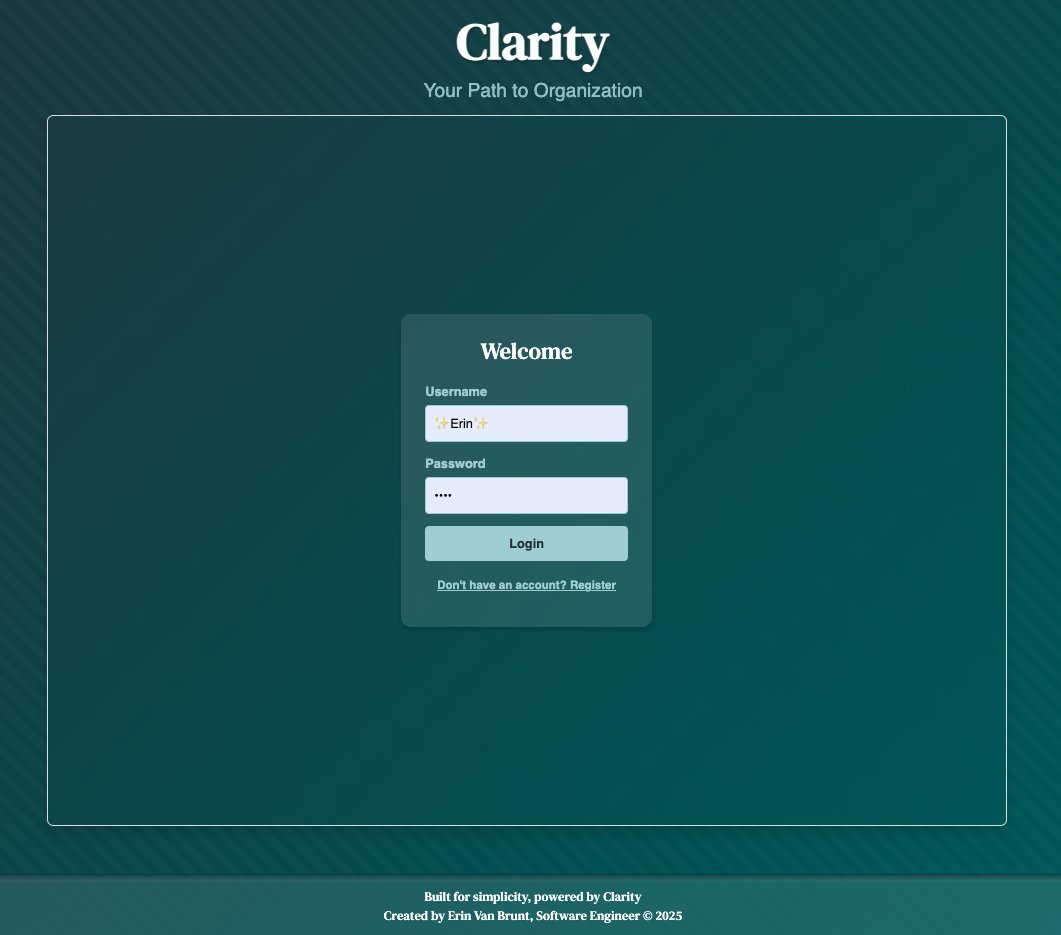 Clarity
Your Path to Organization
Welcome
Username
✨Erin✨
Password
••••
Login
Don't have an account? Register
Built for simplicity, powered by Clarity
Created by Erin Van Brunt, Software Engineer © 2025